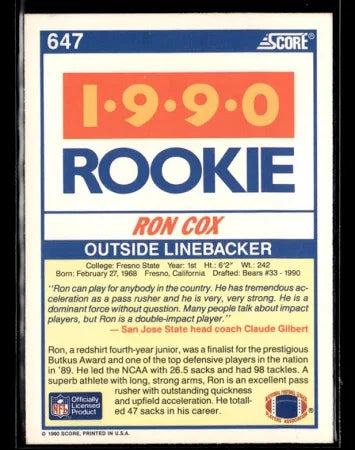 647
SCORE®
1·9·9·0
ROOKIE
RON COX
OUTSIDE LINEBACKER
College: Fresno State Year: 1st Ht.: 6'2" Wt.: 242
Born: February 27, 1968 Fresno, California Drafted: Bears #33 - 1990
"Ron can play for anybody in the country. He has tremendous ac-
celeration as a pass rusher and he is very, very strong. He is a
dominant force without question. Many people talk about impact
players, but Ron is a double-impact player."
— San Jose State head coach Claude Gilbert
Ron, a redshirt fourth-year junior, was a finalist for the prestigious
Butkus Award and one of the top defensive players in the nation
in '89. He led the NCAA with 26.5 sacks and had 98 tackles. A
superb athlete with long, strong arms, Ron is an excellent pass
rusher with outstanding quickness
and upfield acceleration. He totall-
ed 47 sacks in his career.
NFL
Officially
Licensed
Product
© 1990 SCORE, PRINTED IN U.S.A.